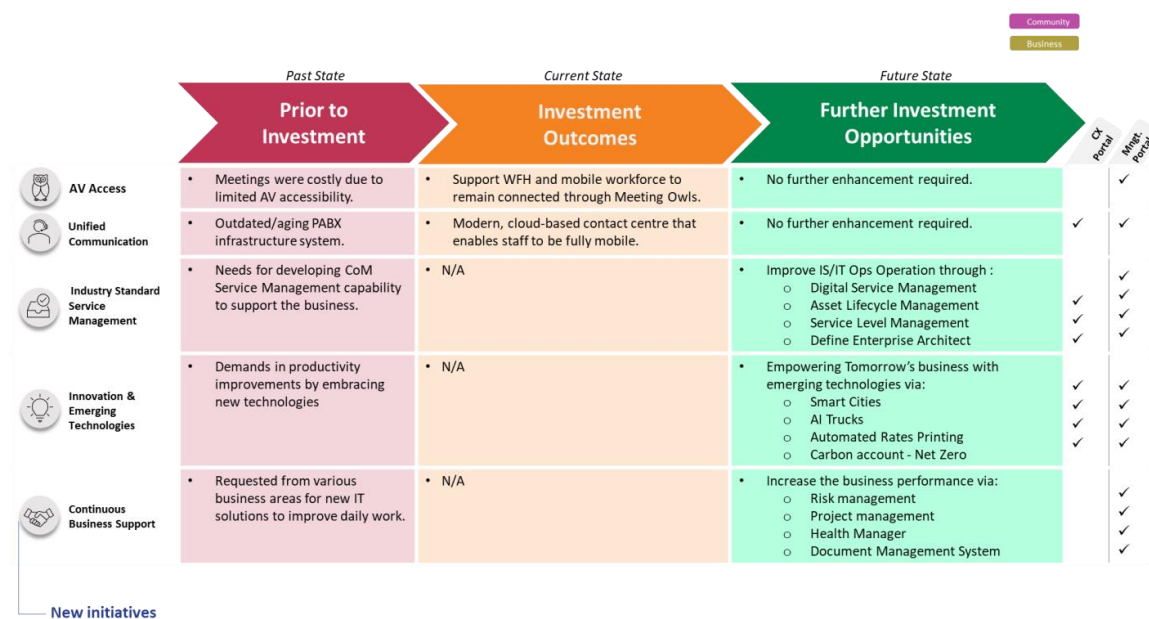 Community
Business
Past State
Current State
Future State
Prior to
Investment
Investment
Outcomes
Further Investment
Opportunities
CX
Portal
Mngt.
Portal
AV Access
• Meetings were costly due to
limited AV accessibility.
• Support WFH and mobile workforce to
remain connected through Meeting Owls.
• No further enhancement required.
✓
Unified
Communication
• Outdated/aging PABX
infrastructure system.
• Modern, cloud-based contact centre that
enables staff to be fully mobile.
• No further enhancement required.
✓ ✓
Industry Standard
Service
Management
• Needs for developing CoM
Service Management capability
to support the business.
• N/A
• Improve IS/IT Ops Operation through :
o Digital Service Management
o Asset Lifecycle Management
o Service Level Management
o Define Enterprise Architect
✓
✓ ✓
✓ ✓
✓ ✓
Innovation &
Emerging
Technologies
• Demands in productivity
improvements by embracing
new technologies
• N/A
• Empowering Tomorrow's business with
emerging technologies via:
o Smart Cities
o AI Trucks
o Automated Rates Printing
o Carbon account - Net Zero
✓ ✓
✓ ✓
✓ ✓
✓ ✓
Continuous
Business Support
• Requested from various
business areas for new IT
solutions to improve daily work.
• N/A
• Increase the business performance via:
o Risk management
o Project management
o Health Manager
o Document Management System
✓
✓
✓
✓
New initiatives